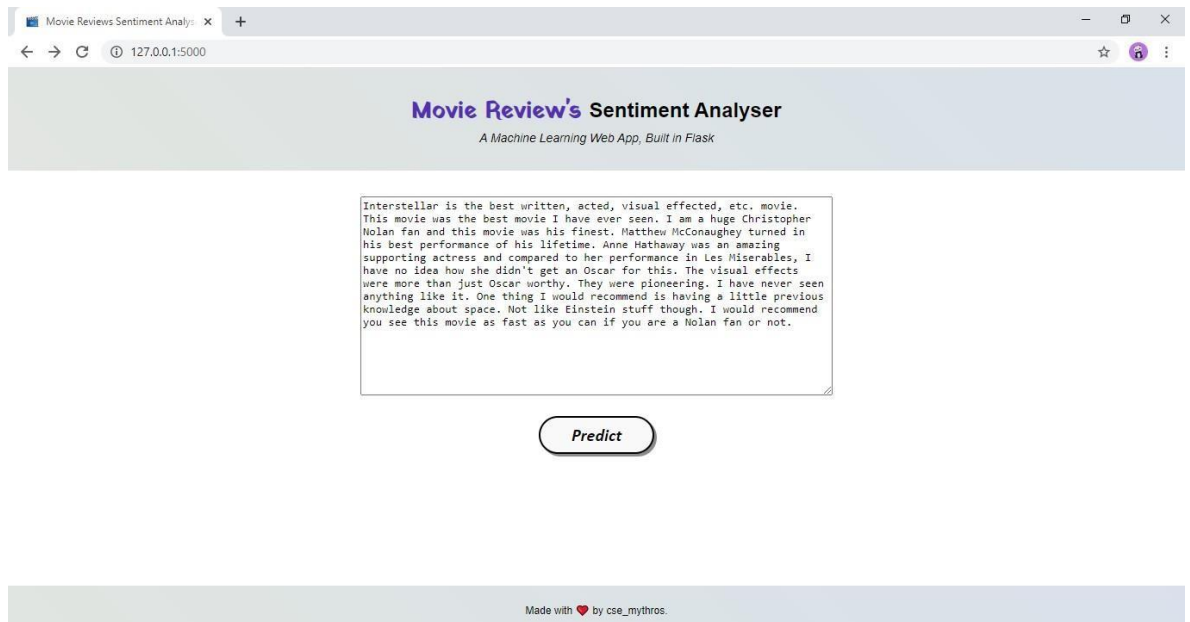 Movie Reviews Sentiment Analys
127.0.0.1:5000
Movie Review's Sentiment Analyser
A Machine Learning Web App, Built in Flask
Interstellar is the best written, acted, visual effected, etc. movie.
This movie was the best movie I have ever seen. I am a huge Christopher
Nolan fan and this movie was his finest. Matthew McConaughey turned in
his best performance of his lifetime. Anne Hathaway was an amazing
supporting actress and compared to her performance in Les Miserables, I
have no idea how she didn't get an Oscar for this. The visual effects
were more than just Oscar worthy. They were pioneering. I have never seen
anything like it. One thing I would recommend is having a little previous
knowledge about space. Not like Einstein stuff though. I would recommend
you see this movie as fast as you can if you are a Nolan fan or not.
Predict
Made with ❤ by cse_mythros.